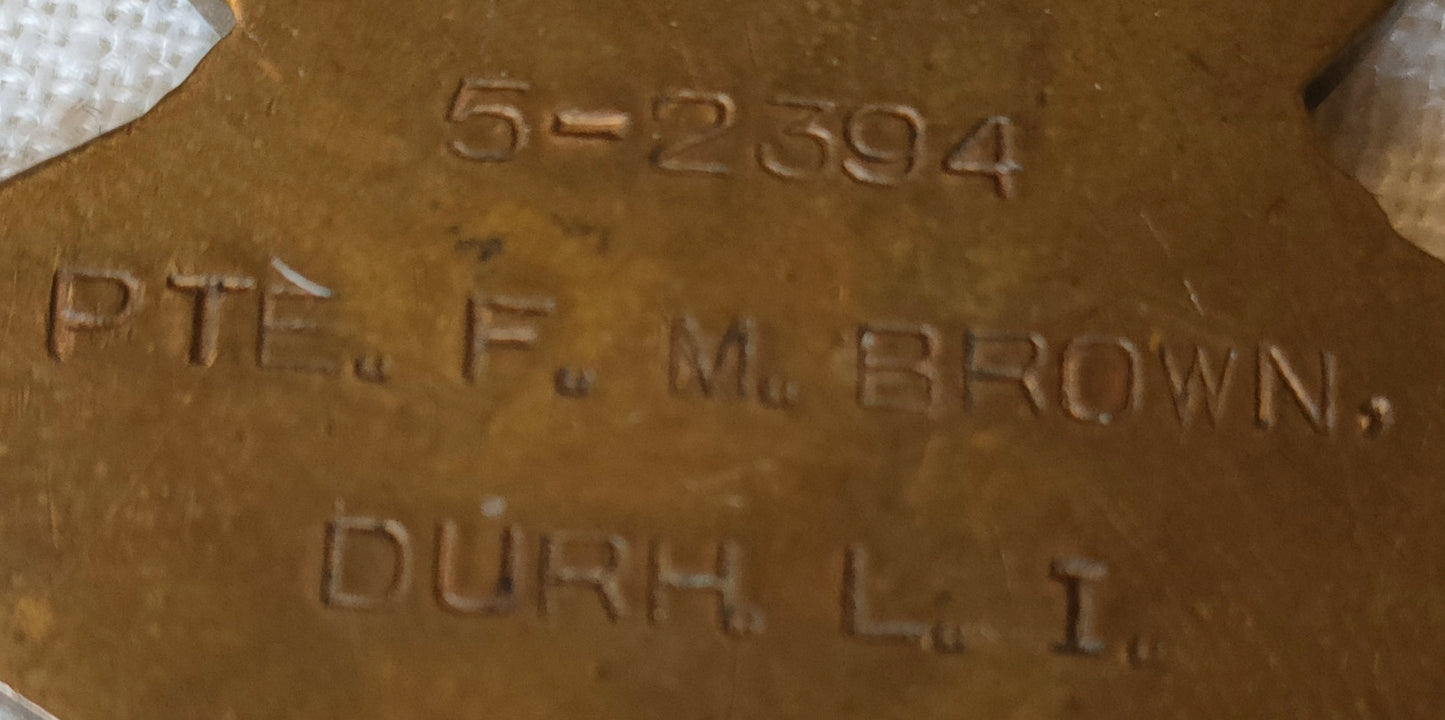 5-2394
PTE. F. M. BROWN.
DURH. L. I.